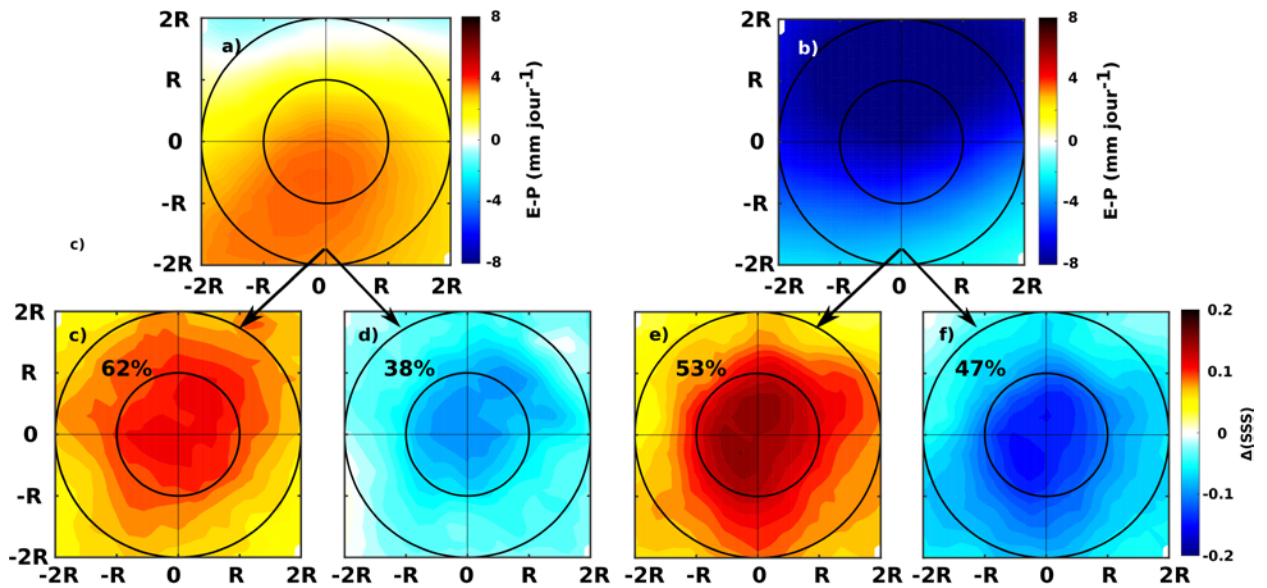 2R
R
0
-R
-2R
a)
8
4
0
-4
-8
E-P (mm jour-1)
-2R -R 0 R 2R
c)
2R
R
0
-R
-2R
b)
8
4
0
-4
-8
E-P (mm jour-1)
-2R -R 0 R 2R
2R
R
0
-R
-2R
c)
62%
-2R -R 0 R 2R
d)
38%
-2R -R 0 R 2R
2R
R
0
-R
-2R
e)
53%
-2R -R 0 R 2R
f)
47%
-2R -R 0 R 2R
0.2
0.1
0
-0.1
-0.2
Δ(SSS)